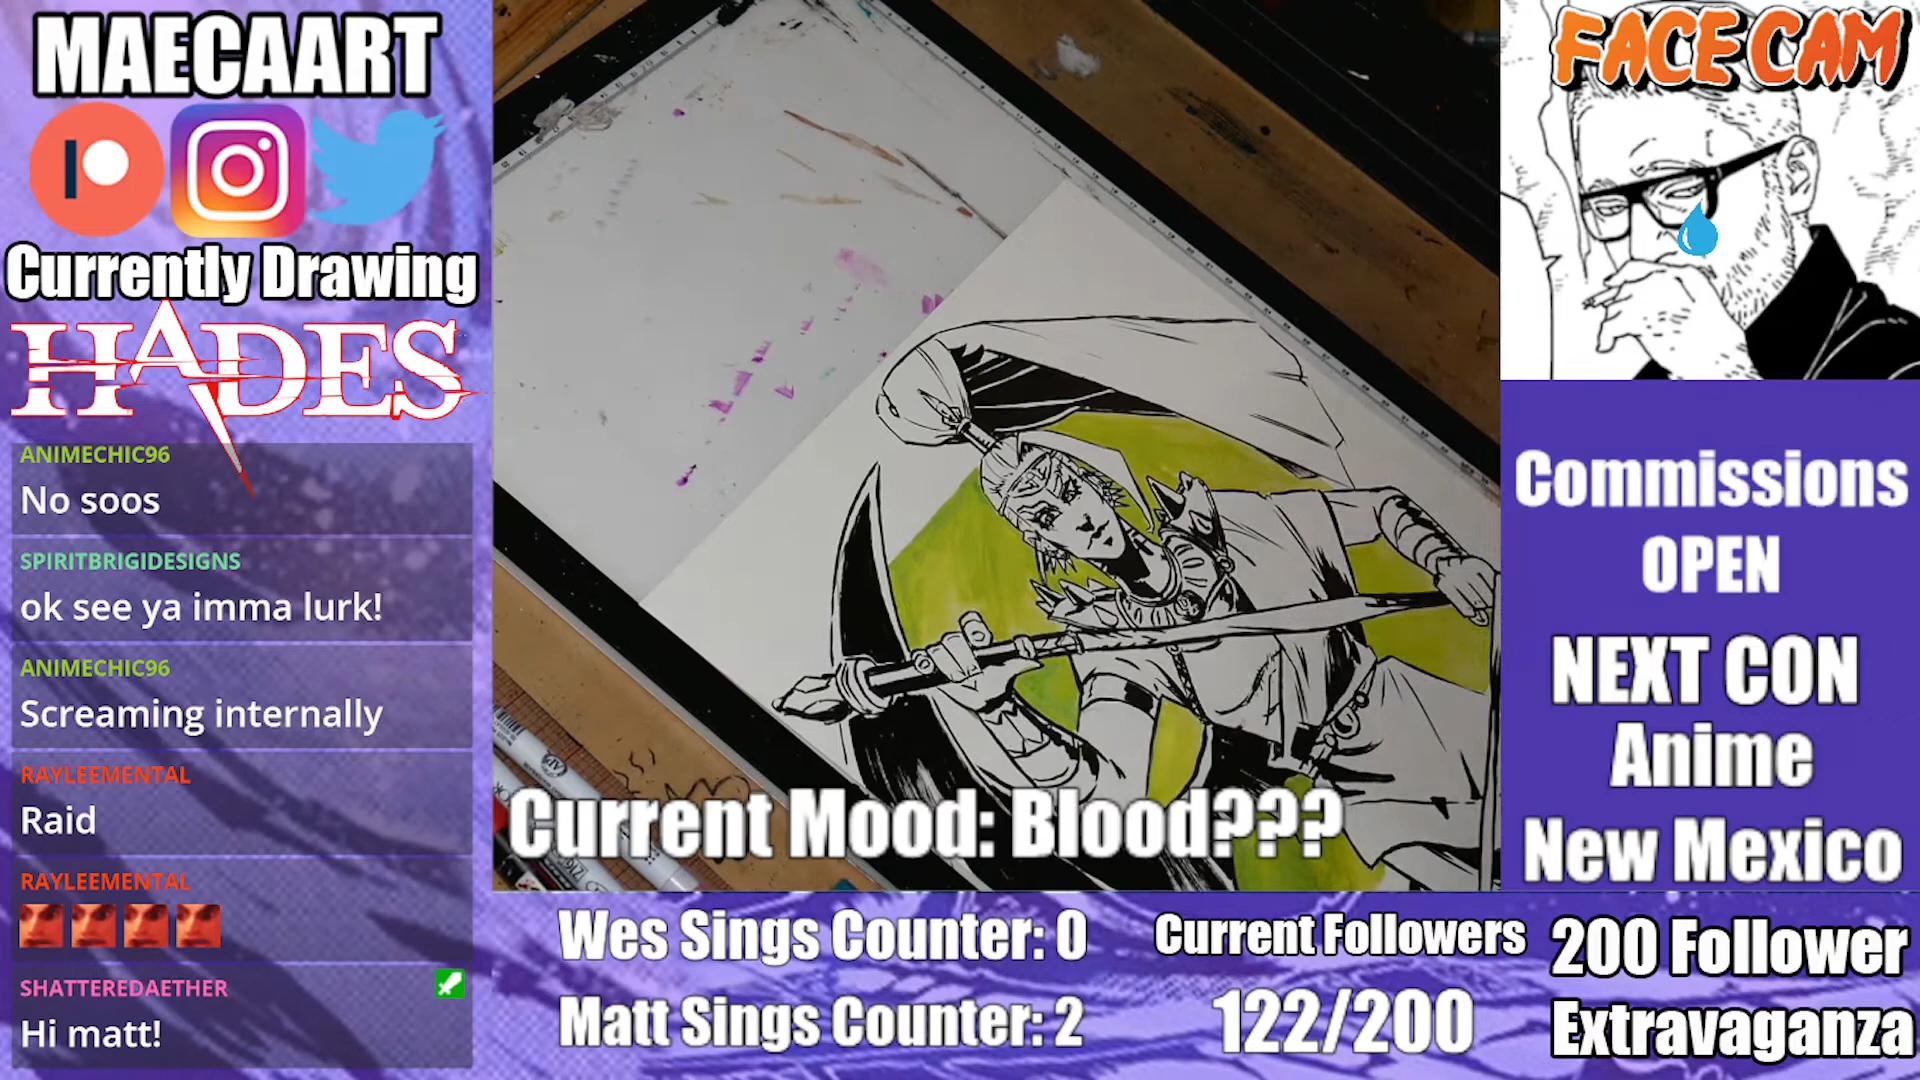 MAECAART
Currently Drawing
HADES
ANIMECHIC96
No soos
SPIRITBRIGIDESIGNS
ok see ya imma lurk!
ANIMECHIC96
Screaming internally
RAYLEEMENTAL
Raid
RAYLEEMENTAL
SHATTEREDAETHER
Hi matt!
Current Mood: Blood???
Wes Sings Counter: 0
Matt Sings Counter: 2
Current Followers
122/200
FACE CAM
Commissions
OPEN
NEXT CON
Anime
New Mexico
200 Follower
Extravaganza